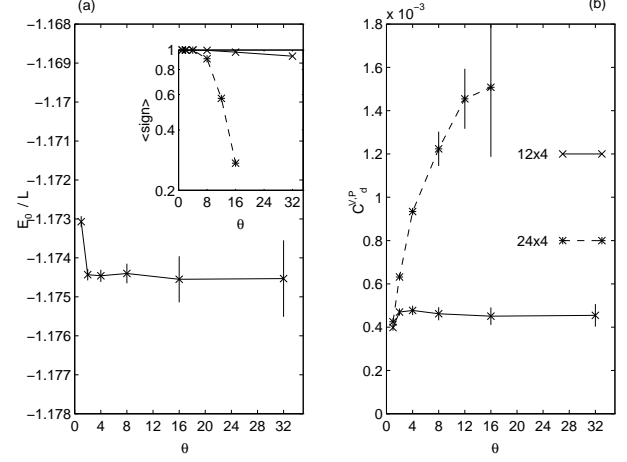 (a)
−1.168
−1.169
−1.17
−1.171
−1.172
−1.173
−1.174
−1.175
−1.176
−1.177
−1.178
E0 / L
0 4 8 12 16 20 24 28 32
θ
1
0.8
0.6
0.4
0.2
<sign>
0 8 16 24 32
θ
x 10−3
(b)
1.8
1.6
1.4
1.2
1
0.8
0.6
0.4
0.2
0
CdV,P
12x4
24x4
0 4 8 12 16 20 24 28 32
θ